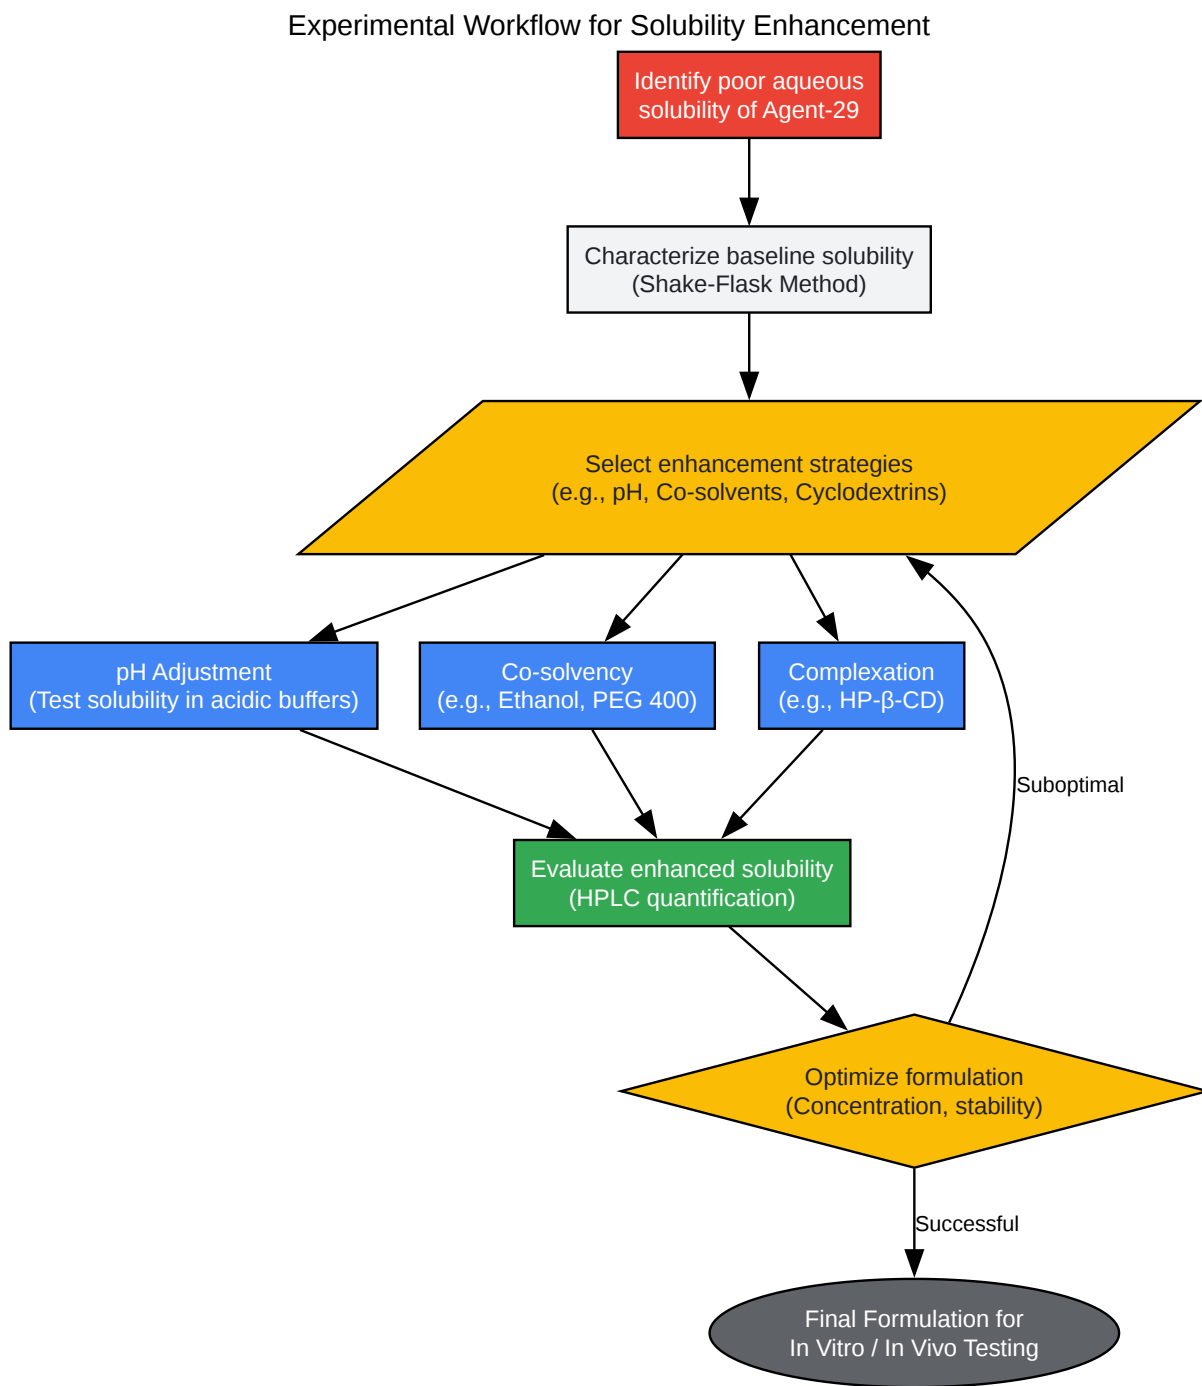 Experimental Workflow for Solubility Enhancement
Identify poor aqueous
solubility of Agent-29
Characterize baseline solubility
(Shake-Flask Method)
Select enhancement strategies
(e.g., pH, Co-solvents, Cyclodextrins)
pH Adjustment
(Test solubility in acidic buffers)
Co-solvency
(e.g., Ethanol, PEG 400)
Complexation
(e.g., HP-β-CD)
Suboptimal
Evaluate enhanced solubility
(HPLC quantification)
Optimize formulation
(Concentration, stability)
Successful
Final Formulation for
In Vitro / In Vivo Testing